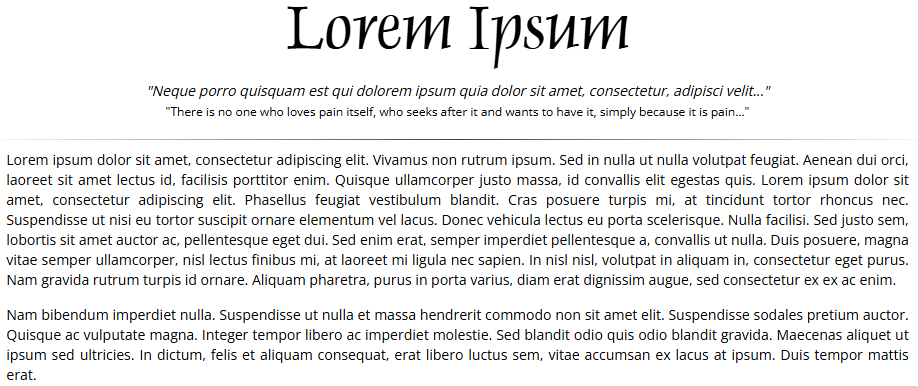 Lorem Ipsum
"Neque porro quisquam est qui dolorem ipsum quia dolor sit amet, consectetur, adipisci velit..."
"There is no one who loves pain itself, who seeks after it and wants to have it, simply because it is pain..."
Lorem ipsum dolor sit amet, consectetur adipiscing elit. Vivamus non rutrum ipsum. Sed in nulla ut nulla volutpat feugiat. Aenean dui orci,
laoreet sit amet lectus id, facilisis porttitor enim. Quisque ullamcorper justo massa, id convallis elit egestas quis. Lorem ipsum dolor sit
amet, consectetur adipiscing elit. Phasellus feugiat vestibulum blandit. Cras posuere turpis mi, at tincidunt tortor rhoncus nec.
Suspendisse ut nisi eu tortor suscipit ornare elementum vel lacus. Donec vehicula lectus eu porta scelerisque. Nulla facilisi. Sed justo sem,
lobortis sit amet auctor ac, pellentesque eget dui. Sed enim erat, semper imperdiet pellentesque a, convallis ut nulla. Duis posuere, magna
vitae semper ullamcorper, nisl lectus finibus mi, at laoreet mi ligula nec sapien. In nisl nisl, volutpat in aliquam in, consectetur eget purus.
Nam gravida rutrum turpis id ornare. Aliquam pharetra, purus in porta varius, diam erat dignissim augue, sed consectetur ex ex ac enim.
Nam bibendum imperdiet nulla. Suspendisse ut nulla et massa hendrerit commodo non sit amet elit. Suspendisse sodales pretium auctor.
Quisque ac vulputate magna. Integer tempor libero ac imperdiet molestie. Sed blandit odio quis odio blandit gravida. Maecenas aliquet ut
ipsum sed ultricies. In dictum, felis et aliquam consequat, erat libero luctus sem, vitae accumsan ex lacus at ipsum. Duis tempor mattis
erat.